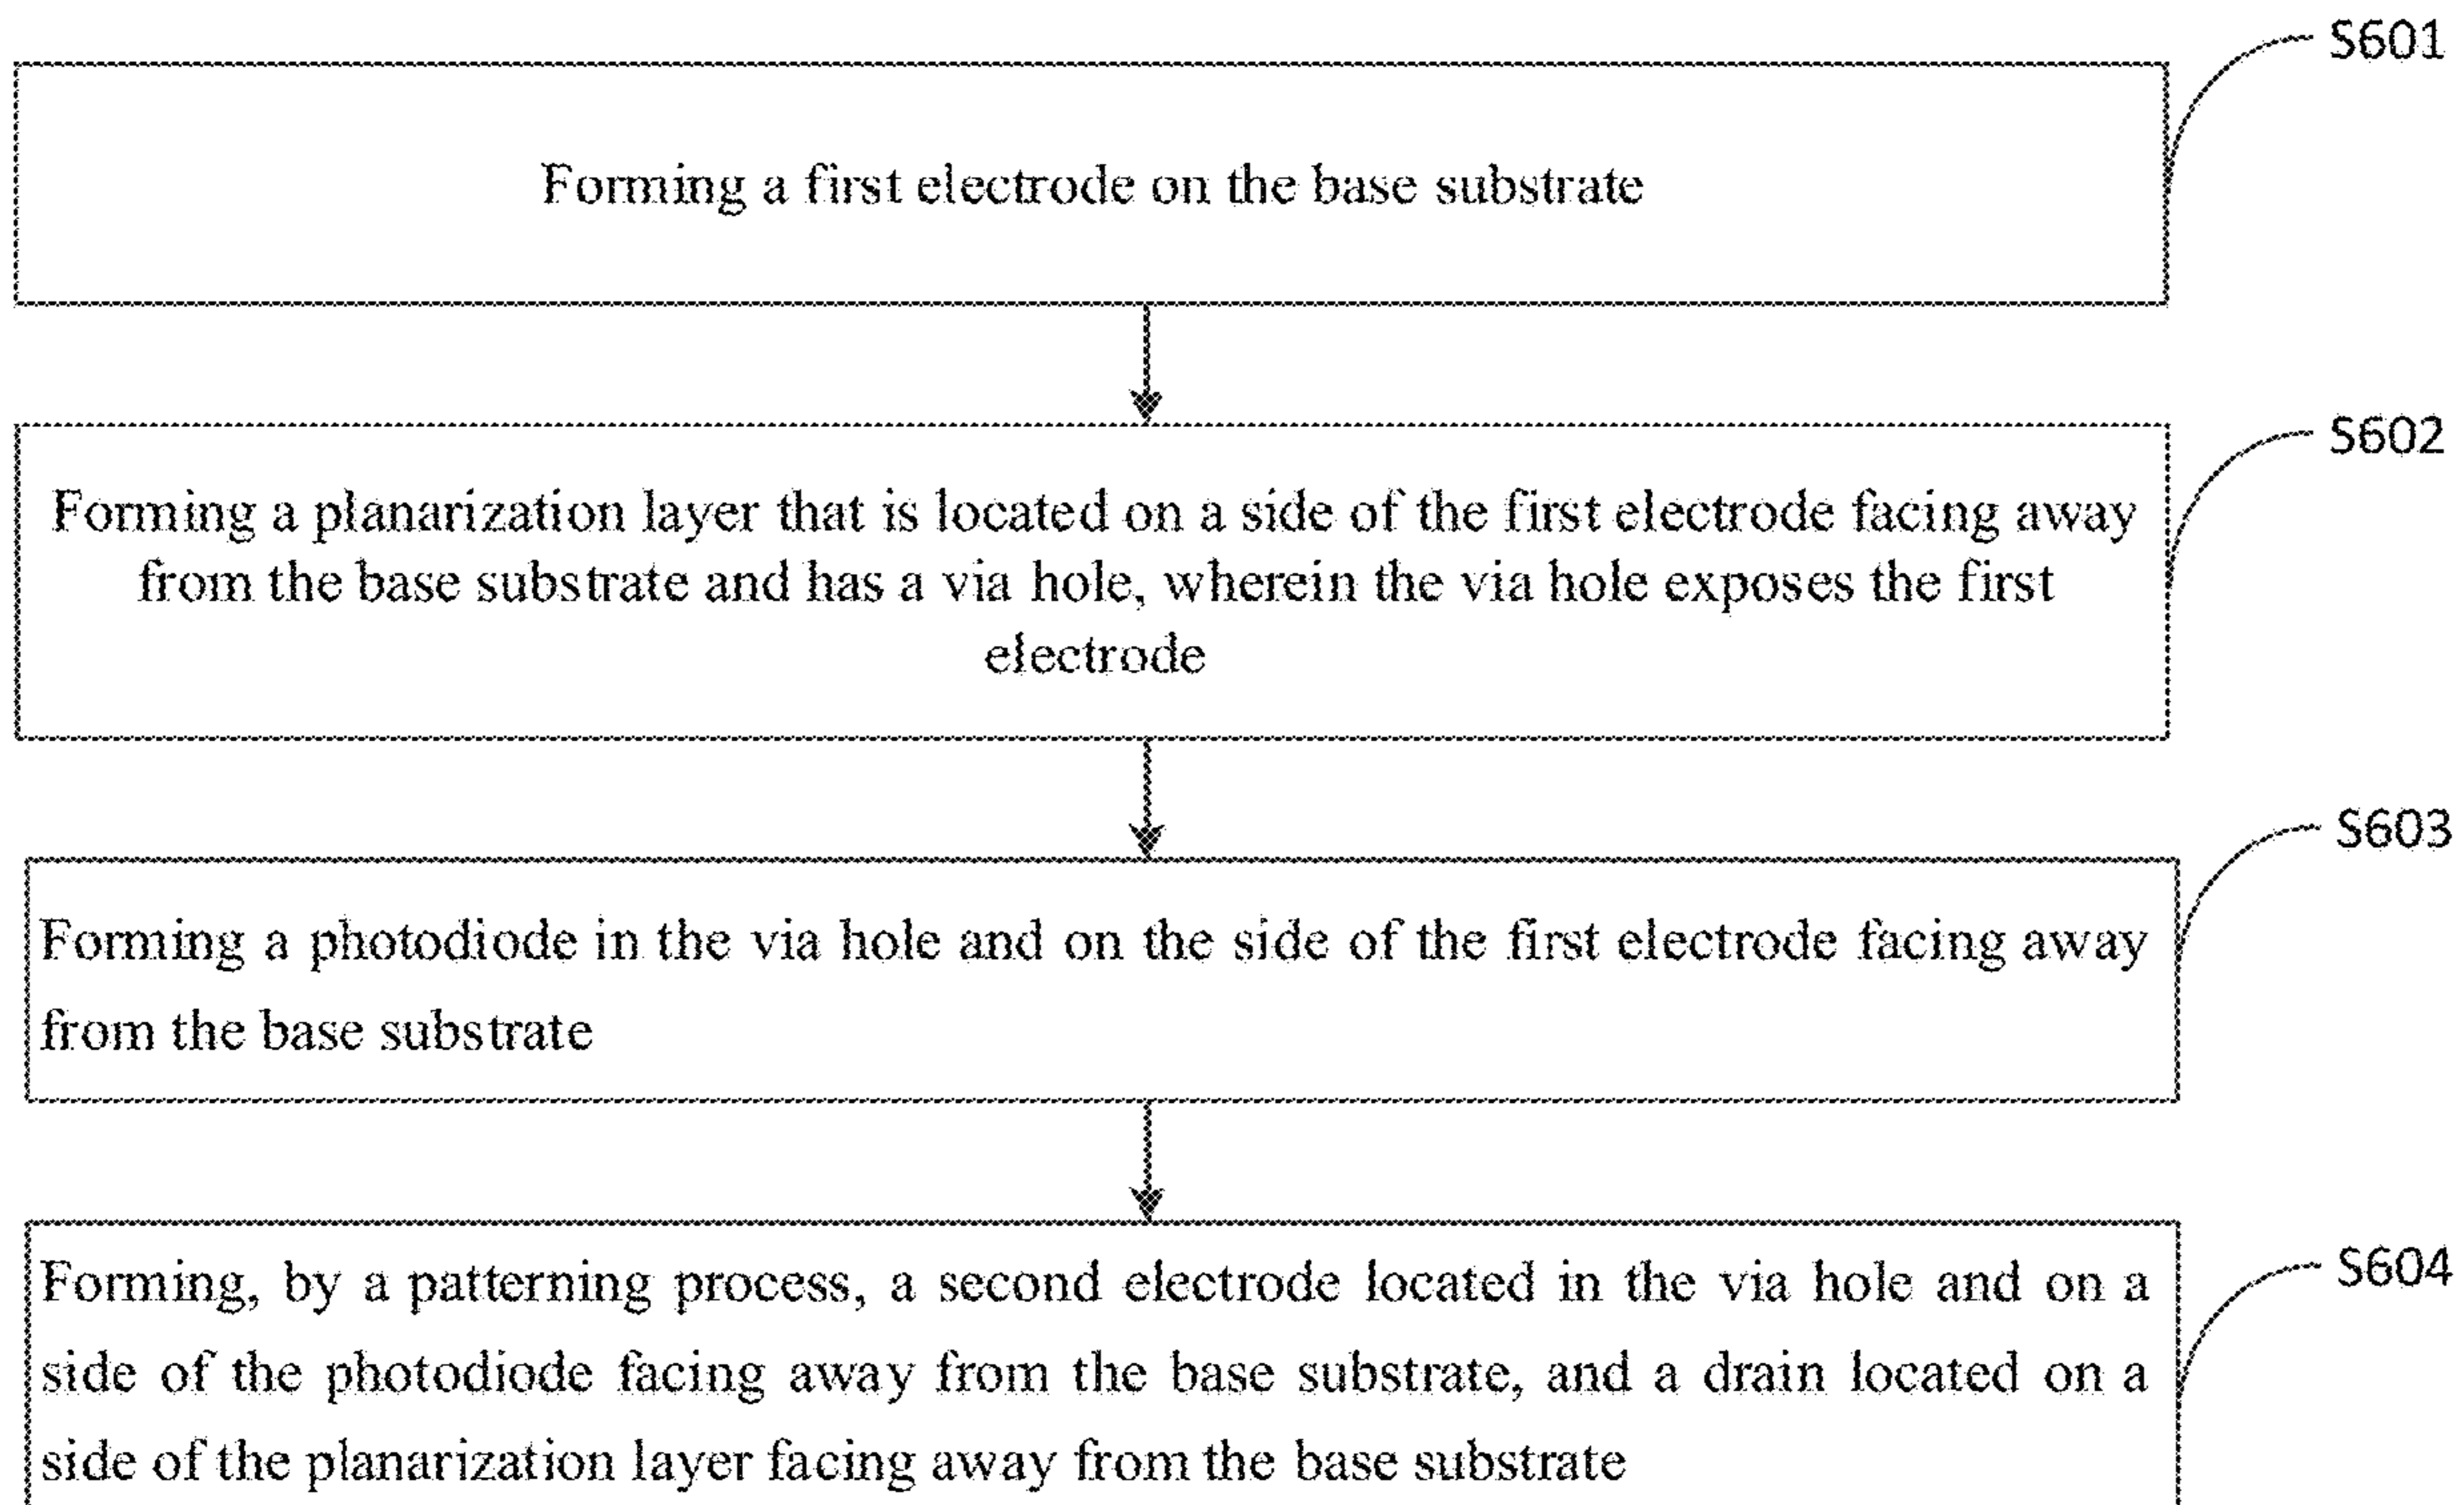 S601
Forming a first electrode on the base substrate
S602
Forming a planarization layer that is located on a side of the first electrode facing away
from the base substrate and has a via hole, wherein the via hole exposes the first
electrode
S603
Forming a photodiode in the via hole and on the side of the first electrode facing away
from the base substrate
S604
Forming, by a patterning process, a second electrode located in the via hole and on a
side of the photodiode facing away from the base substrate, and a drain located on a
side of the planarization layer facing away from the base substrate